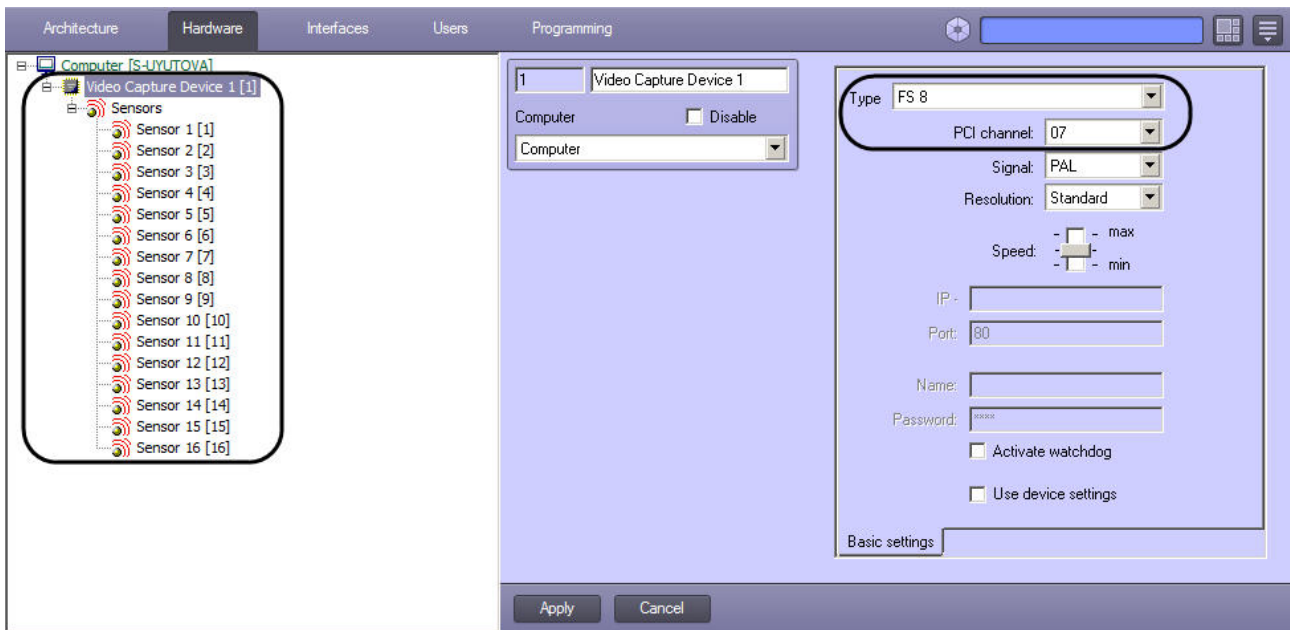 Architecture Hardware Interfaces Users Programming
Computer [S-UYUTOVA]
Video Capture Device 1 [1]
Sensors
Sensor 1 [1]
Sensor 2 [2]
Sensor 3 [3]
Sensor 4 [4]
Sensor 5 [5]
Sensor 6 [6]
Sensor 7 [7]
Sensor 8 [8]
Sensor 9 [9]
Sensor 10 [10]
Sensor 11 [11]
Sensor 12 [12]
Sensor 13 [13]
Sensor 14 [14]
Sensor 15 [15]
Sensor 16 [16]
1 Video Capture Device 1
Computer Disable
Computer
Type FS 8
PCI channel: 07
Signal: PAL
Resolution: Standard
Speed: - - max
- -
- - min
IP -
Port: 80
Name:
Password: ****
Activate watchdog
Use device settings
Basic settings
Apply Cancel